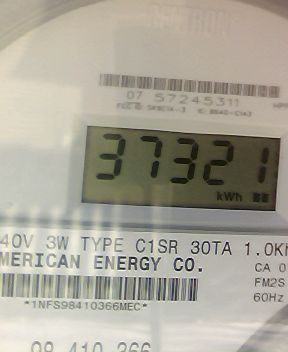 CENTRON
07 57245311
37321
kWh
40V 3W TYPE C1SR 30TA 1.0K
MERICAN ENERGY CO.
CA 0
FM2S
60Hz
*1NFS98410366MEC*
98 410 366